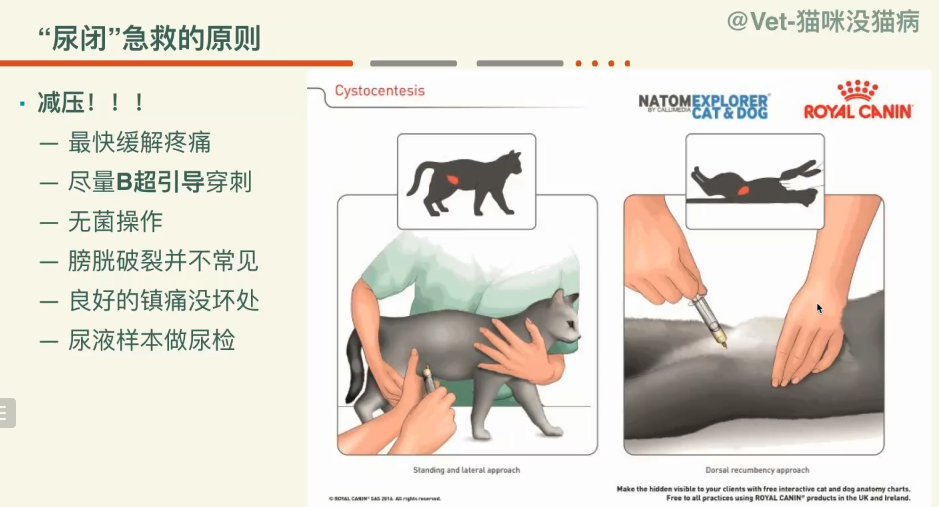 @Vet-猫咪没猫病
“尿闭”急救的原则
减压！！！
— 最快缓解疼痛
— 尽量B超引导穿刺
— 无菌操作
— 膀胱破裂并不常见
— 良好的镇痛没坏处
— 尿液样本做尿检
Cystocentesis
NATOMEXPLORER
BY CALLIMEDIA CAT & DOG
ROYAL CANIN
Standing and lateral approach
Dorsal recumbency approach
© ROYAL CANIN® SAS 2016. All rights reserved.
Make the hidden visible to your clients with free interactive cat and dog anatomy charts.
Free to all practices using ROYAL CANIN® products in the UK and Ireland.